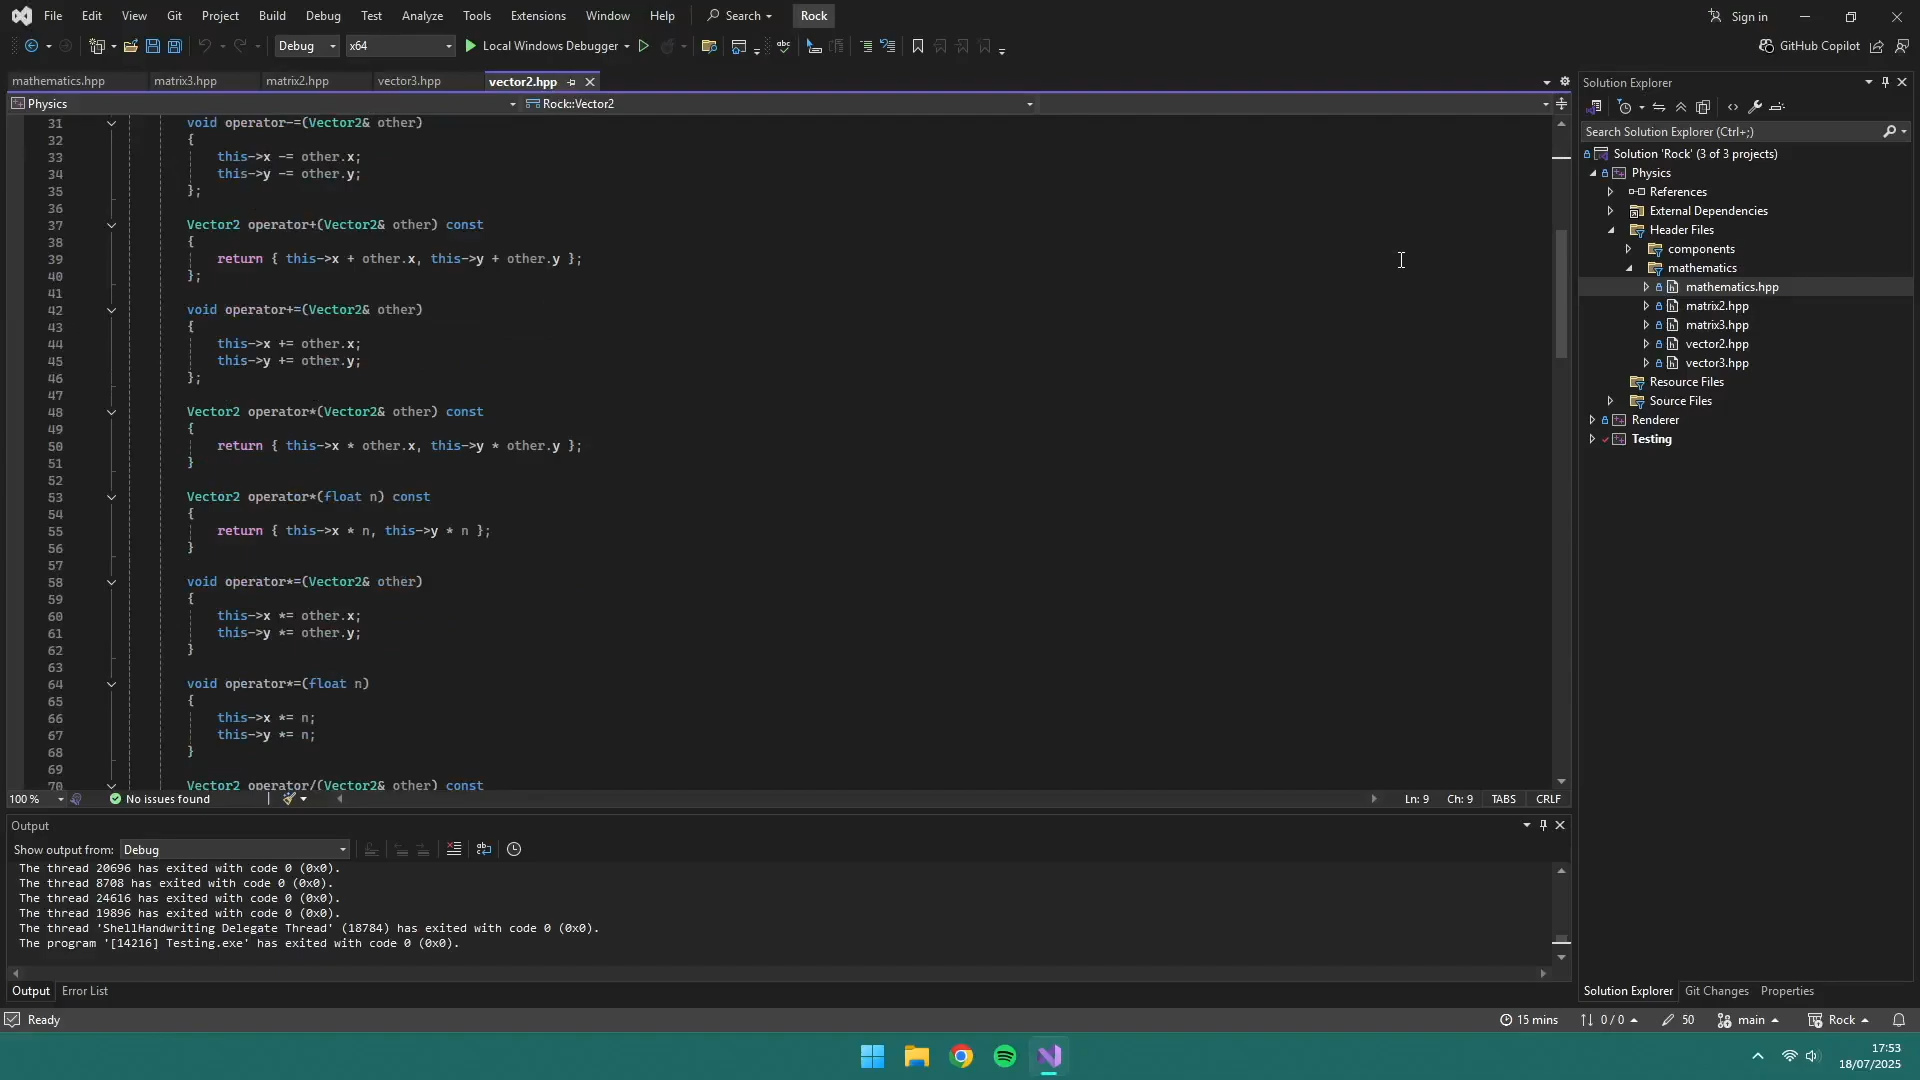 File Edit View Git Project Build Debug Test Analyze Tools Extensions Window Help Search Rock Sign in
Debug x64 Local Windows Debugger GitHub Copilot
mathematics.hpp matrix3.hpp matrix2.hpp vector3.hpp vector2.hpp
Physics Rock::Vector2
31 void operator-=(Vector2& other)
32 {
33 this->x -= other.x;
34 this->y -= other.y;
35 };
36
37 Vector2 operator+(Vector2& other) const
38 {
39 return { this->x + other.x, this->y + other.y };
40 };
41
42 void operator+=(Vector2& other)
43 {
44 this->x += other.x;
45 this->y += other.y;
46 };
47
48 Vector2 operator*(Vector2& other) const
49 {
50 return { this->x * other.x, this->y * other.y };
51 }
52
53 Vector2 operator*(float n) const
54 {
55 return { this->x * n, this->y * n };
56 }
57
58 void operator*=(Vector2& other)
59 {
60 this->x *= other.x;
61 this->y *= other.y;
62 }
63
64 void operator*=(float n)
65 {
66 this->x *= n;
67 this->y *= n;
68 }
69
70 Vector2 operator/(Vector2& other) const
100 % No issues found Ln: 9 Ch: 9 TABS CRLF
Output
Show output from: Debug
The thread 20696 has exited with code 0 (0x0).
The thread 8708 has exited with code 0 (0x0).
The thread 24616 has exited with code 0 (0x0).
The thread 19896 has exited with code 0 (0x0).
The thread 'ShellHandwriting Delegate Thread' (18784) has exited with code 0 (0x0).
The program '[14216] Testing.exe' has exited with code 0 (0x0).
Output Error List
Solution Explorer
Search Solution Explorer (Ctrl+;)
Solution 'Rock' (3 of 3 projects)
Physics
References
External Dependencies
Header Files
components
mathematics
mathematics.hpp
matrix2.hpp
matrix3.hpp
vector2.hpp
vector3.hpp
Resource Files
Source Files
Renderer
Testing
Solution Explorer Git Changes Properties
Ready 15 mins 0 / 0 50 main Rock
17:53
18/07/2025